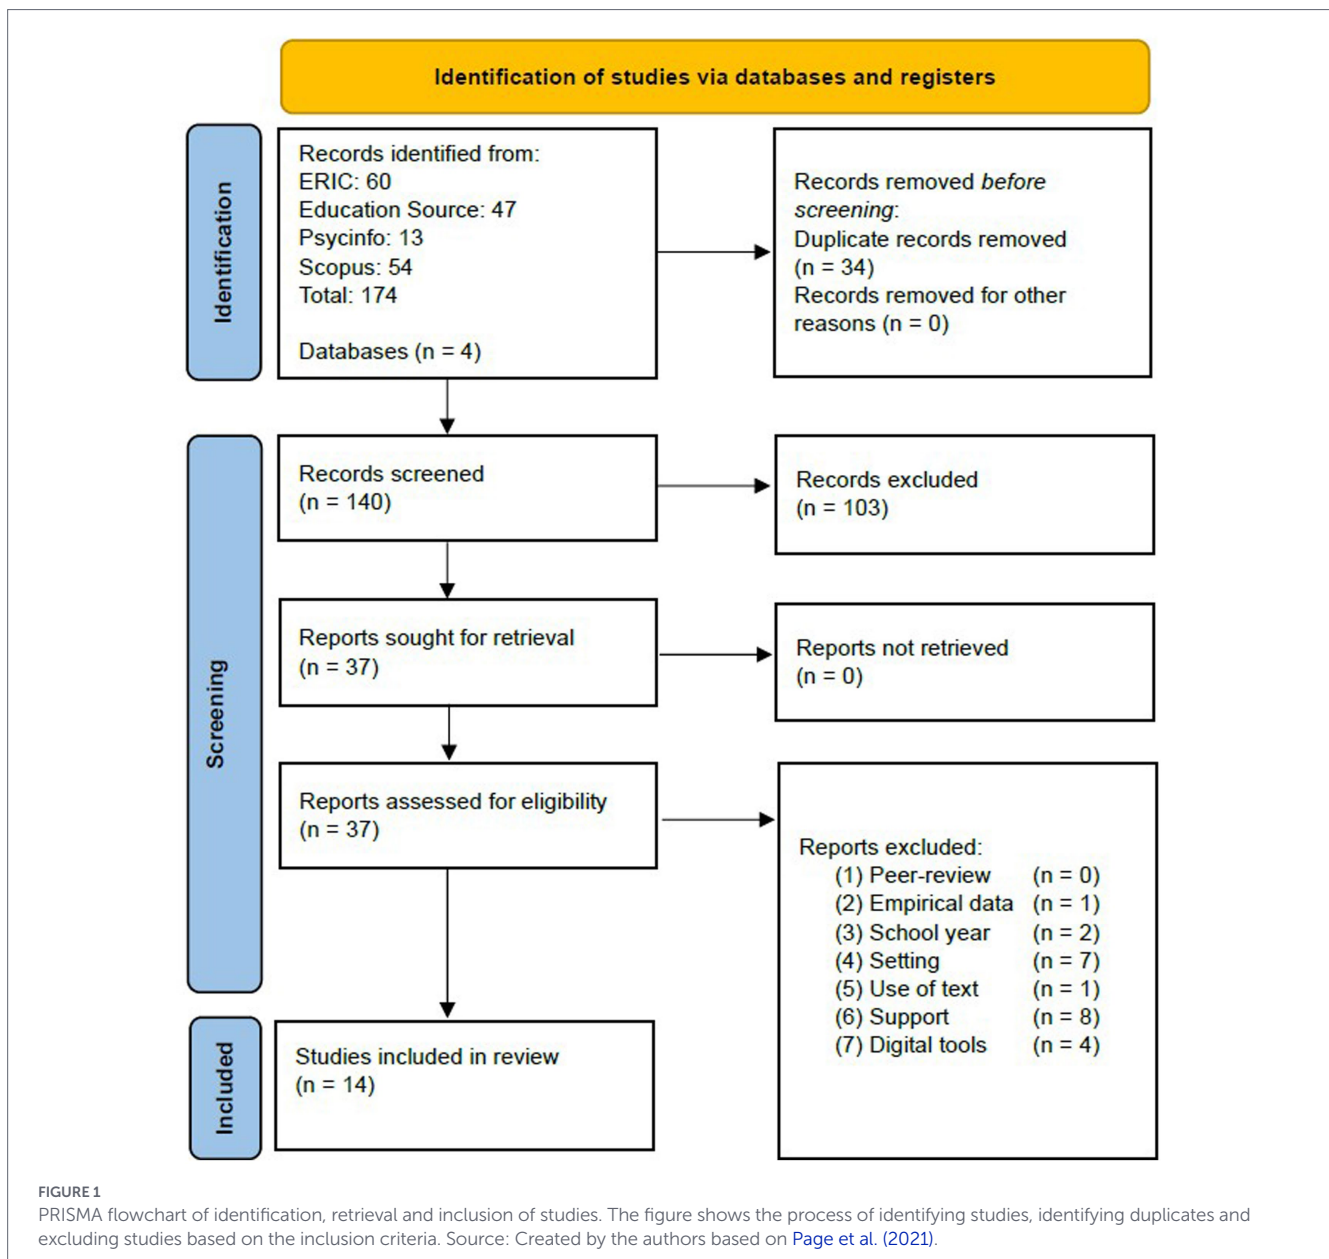 Identification of studies via databases and registers
Identification
Records identified from:
ERIC: 60
Education Source: 47
Psycinfo: 13
Scopus: 54
Total: 174
Databases (n = 4)
Records removed before
screening:
Duplicate records removed
(n = 34)
Records removed for other
reasons (n = 0)
Screening
Records screened
(n = 140)
Records excluded
(n = 103)
Reports sought for retrieval
(n = 37)
Reports not retrieved
(n = 0)
Reports assessed for eligibility
(n = 37)
Reports excluded:
(1) Peer-review (n = 0)
(2) Empirical data (n = 1)
(3) School year (n = 2)
(4) Setting (n = 7)
(5) Use of text (n = 1)
(6) Support (n = 8)
(7) Digital tools (n = 4)
Included
Studies included in review
(n = 14)
FIGURE 1
PRISMA flowchart of identification, retrieval and inclusion of studies. The figure shows the process of identifying studies, identifying duplicates and
excluding studies based on the inclusion criteria. Source: Created by the authors based on Page et al. (2021).